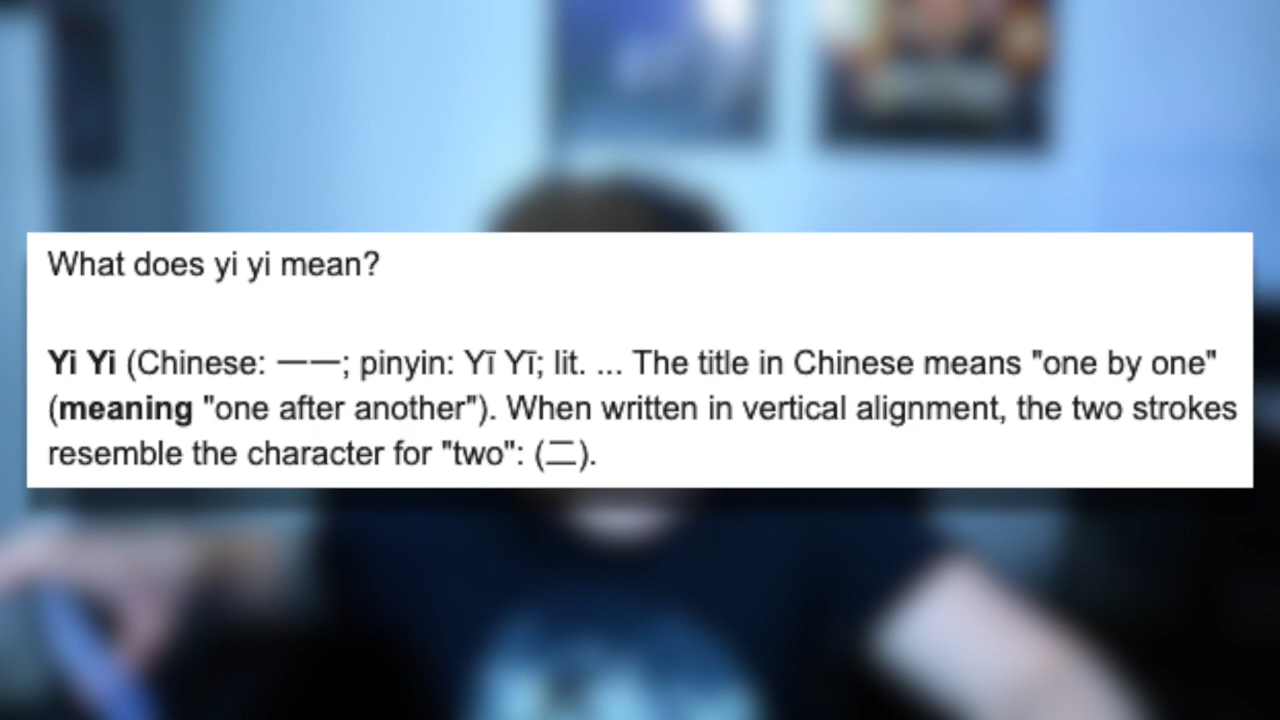 What does yi yi mean?
Yi Yi (Chinese: 一一; pinyin: Yī Yī; lit. ... The title in Chinese means "one by one"
(meaning "one after another"). When written in vertical alignment, the two strokes
resemble the character for "two": (二).